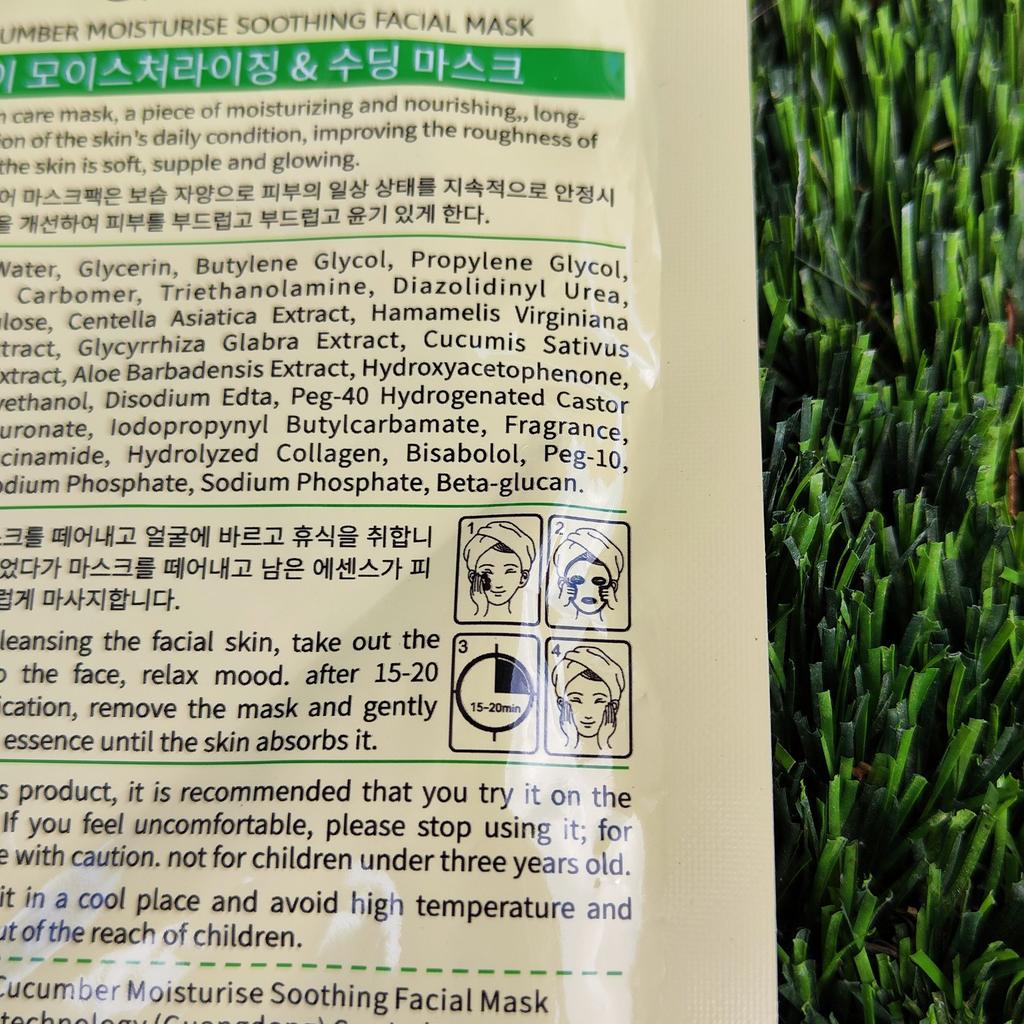 UMBER MOISTURISE SOOTHING FACIAL MASK
이 모이스처라이징 & 수딩 마스크
n care mask, a piece of moisturizing and nourishing,, long-
ion of the skin's daily condition, improving the roughness of
the skin is soft, supple and glowing.
어 마스크팩은 보습 자양으로 피부의 일상 상태를 지속적으로 안정시
을 개선하여 피부를 부드럽고 부드럽고 윤기 있게 한다.
Water, Glycerin, Butylene Glycol, Propylene Glycol,
Carbomer, Triethanolamine, Diazolidinyl Urea,
ulose, Centella Asiatica Extract, Hamamelis Virginiana
xtract, Glycyrrhiza Glabra Extract, Cucumis Sativus
Extract, Aloe Barbadensis Extract, Hydroxyacetophenone,
yethanol, Disodium Edta, Peg-40 Hydrogenated Castor
uronate, Iodopropynyl Butylcarbamate, Fragrance,
acinamide, Hydrolyzed Collagen, Bisabolol, Peg-10,
odium Phosphate, Sodium Phosphate, Beta-glucan.
스크를 떼어내고 얼굴에 바르고 휴식을 취합니
었다가 마스크를 떼어내고 남은 에센스가 피
럽게 마사지합니다.
leansing the facial skin, take out the
o the face, relax mood. after 15-20
ication, remove the mask and gently
essence until the skin absorbs it.
1
2
3
15-20min
4
s product, it is recommended that you try it on the
If you feel uncomfortable, please stop using it; for
e with caution. not for children under three years old.
it in a cool place and avoid high temperature and
ut of the reach of children.
Cucumber Moisturise Soothing Facial Mask
technology (Guangdong)